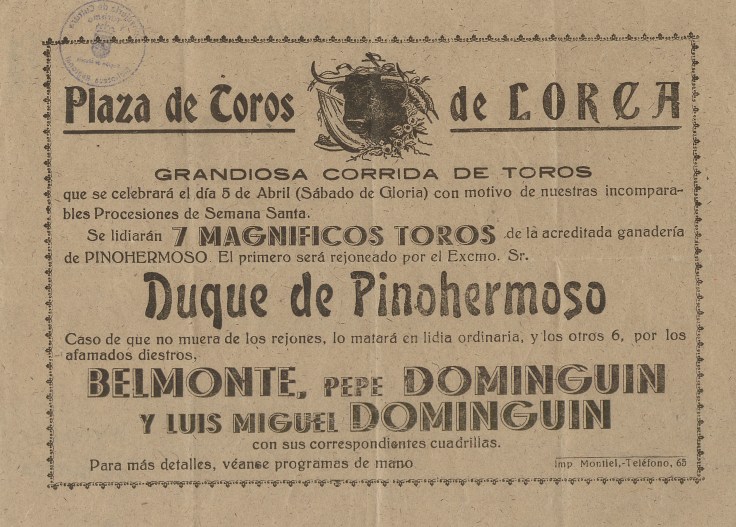 Plaza de Toros de LORCA
GRANDIOSA CORRIDA DE TOROS
que se celebrará el día 5 de Abril (Sábado de Gloria) con motivo de nuestras incompara-
bles Procesiones de Semana Santa.
Se lidiarán 7 MAGNIFICOS TOROS de la acreditada ganadería
de PINOHERMOSO El primero será rejoneado por el Excmo. Sr.
Duque de Pinohermoso
Caso de que no muera de los rejones, lo matará en lidia ordinaria, y los otros 6, por los
afamados diestros,
BELMONTE, PEPE DOMINGUIN
Y LUIS MIGUEL DOMINGUIN
con sus correspondientes cuadrillas.
Para más detalles, véanse programas de mano
Imp. Montiel,-Teléfono, 65